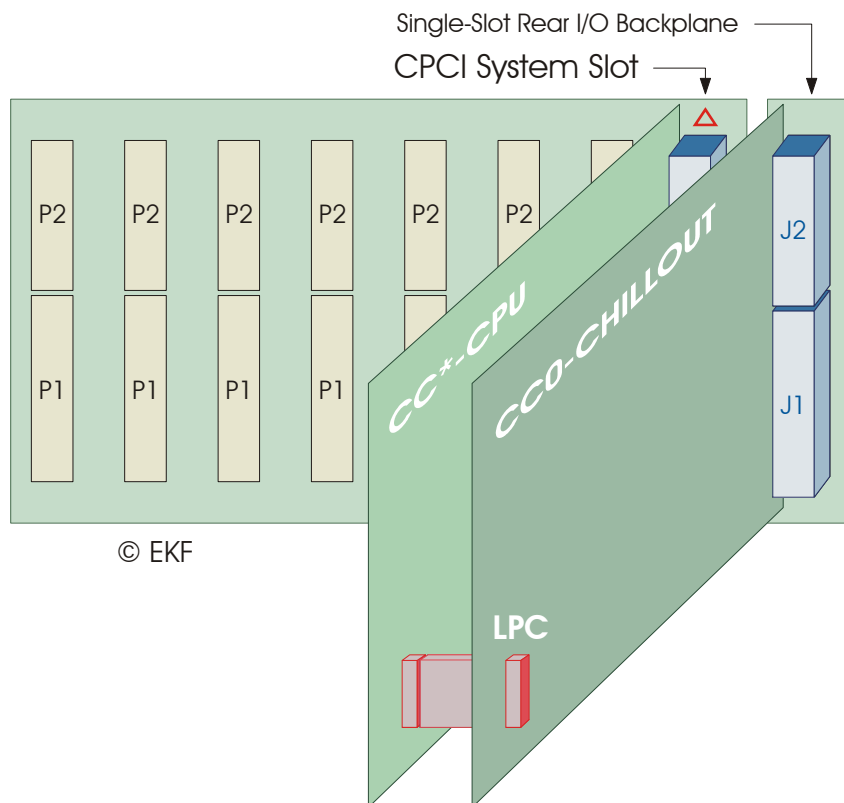 Single-Slot Rear I/O Backplane
CPCI System Slot
P2 P2 P2 P2 P2 P2
J2
P1 P1 P1 P1
J1
CC*-CPU
CC0-CHILLOUT
© EKF
LPC